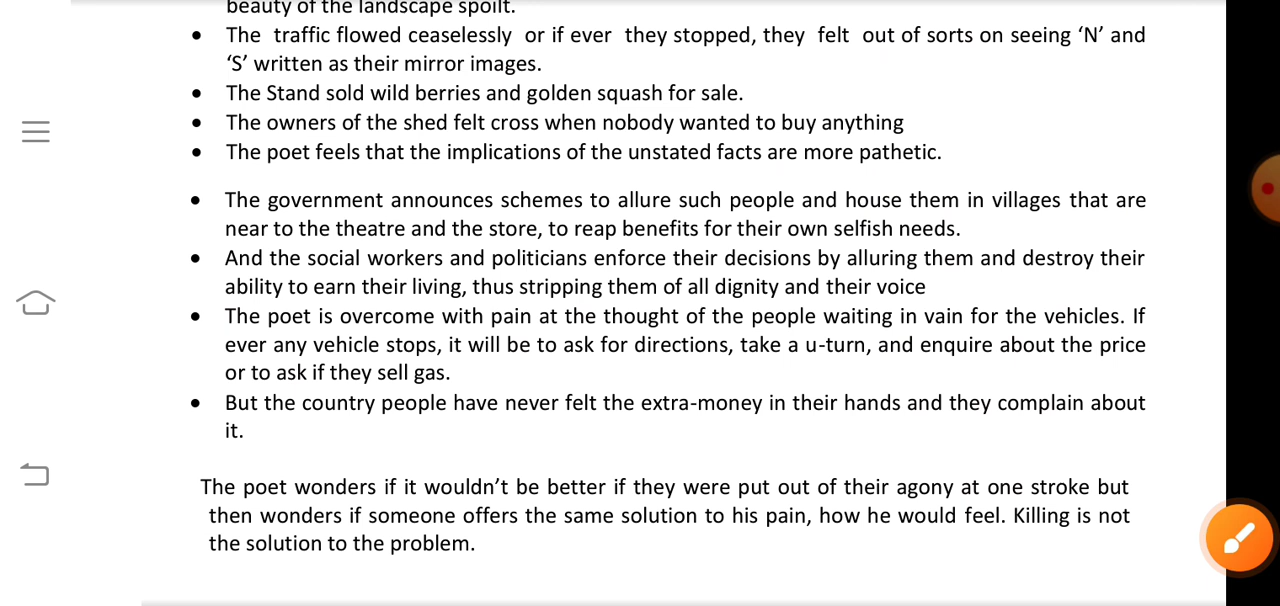 beauty of the landscape spoilt.
• The traffic flowed ceaselessly or if ever they stopped, they felt out of sorts on seeing ‘N’ and
‘S’ written as their mirror images.
• The Stand sold wild berries and golden squash for sale.
• The owners of the shed felt cross when nobody wanted to buy anything
• The poet feels that the implications of the unstated facts are more pathetic.
• The government announces schemes to allure such people and house them in villages that are
near to the theatre and the store, to reap benefits for their own selfish needs.
• And the social workers and politicians enforce their decisions by alluring them and destroy their
ability to earn their living, thus stripping them of all dignity and their voice
• The poet is overcome with pain at the thought of the people waiting in vain for the vehicles. If
ever any vehicle stops, it will be to ask for directions, take a u-turn, and enquire about the price
or to ask if they sell gas.
• But the country people have never felt the extra-money in their hands and they complain about
it.
The poet wonders if it wouldn’t be better if they were put out of their agony at one stroke but
then wonders if someone offers the same solution to his pain, how he would feel. Killing is not
the solution to the problem.